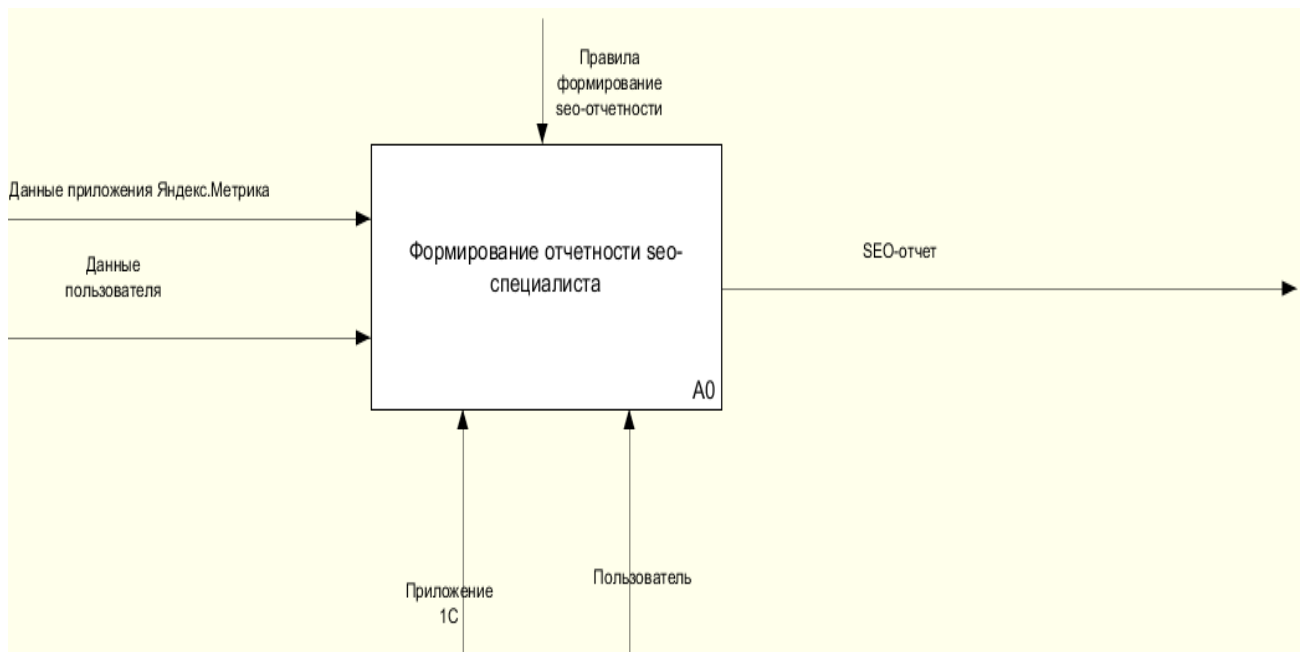 Правила
формирование
seo-отчетности
Данные приложения Яндекс.Метрика
Данные
пользователя
Формирование отчетности seo-
специалиста
SEO-отчет
A0
Приложение
1С
Пользователь